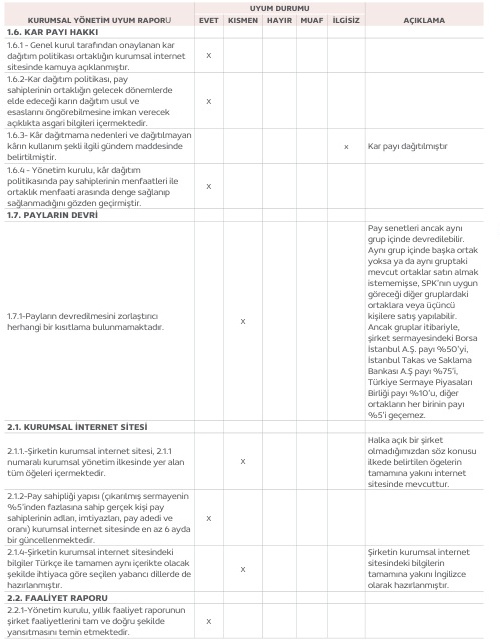 UYUM DURUMU
KURUMSAL YÖNETİM UYUM RAPORU EVET KISMEN HAYIR MUAF İLGİSİZ AÇIKLAMA
1.6. KAR PAYI HAKKI
1.6.1 - Genel kurul tarafından onaylanan kar
dağıtım politikası ortaklığın kurumsal internet
sitesinde kamuya açıklanmıştır.
x
1.6.2-Kar dağıtım politikası, pay
sahiplerinin ortaklığın gelecek dönemlerde
elde edeceği karın dağıtım usul ve
esaslarını öngörebilmesine imkan verecek
açıklıkta asgari bilgileri içermektedir.
x
1.6.3- Kâr dağıtmama nedenleri ve dağıtılmayan
kârın kullanım şekli ilgili gündem maddesinde
belirtilmiştir.
x
Kar payı dağıtılmıştır
1.6.4 - Yönetim kurulu, kâr dağıtım
politikasında pay sahiplerinin menfaatleri ile
ortaklık menfaati arasında denge sağlanıp
sağlanmadığını gözden geçirmiştir.
x
1.7. PAYLARIN DEVRİ
1.7.1-Payların devredilmesini zorlaştırıcı
herhangi bir kısıtlama bulunmamaktadır.
x
Pay senetleri ancak aynı
grup içinde devredilebilir.
Aynı grup içinde başka ortak
yoksa ya da aynı gruptaki
mevcut ortaklar satın almak
istememişse, SPK'nın uygun
göreceği diğer gruplardaki
ortaklara veya üçüncü
kişilere satış yapılabilir.
Ancak gruplar itibariyle,
şirket sermayesindeki Borsa
İstanbul A.Ş. payı %50'yi,
İstanbul Takas ve Saklama
Bankası A.Ş payı %75'i,
Türkiye Sermaye Piyasaları
Birliği payı %10'u, diğer
ortakların her birinin payı
%5'i geçemez.
2.1. KURUMSAL İNTERNET SİTESİ
2.1.1.-Şirketin kurumsal internet sitesi, 2.1.1
numaralı kurumsal yönetim ilkesinde yer alan
tüm öğeleri içermektedir.
x
Halka açık bir şirket
olmadığımızdan söz konusu
ilkede belirtilen ögelerin
tamamına yakını internet
sitesinde mevcuttur.
2.1.2-Pay sahipliği yapısı (çıkarılmış sermayenin
%5'inden fazlasına sahip gerçek kişi pay
sahiplerinin adları, imtiyazları, pay adedi ve
oranı) kurumsal internet sitesinde en az 6 ayda
bir güncellenmektedir.
x
2.1.4-Şirketin kurumsal internet sitesindeki
bilgiler Türkçe ile tamamen aynı içerikte olacak
şekilde ihtiyaca göre seçilen yabancı dillerde de
hazırlanmıştır.
x
Şirketin kurumsal internet
sitesindeki bilgilerin
tamamına yakını İngilizce
olarak hazırlanmıştır.
2.2. FAALİYET RAPORU
2.2.1-Yönetim kurulu, yıllık faaliyet raporunun
şirket faaliyetlerini tam ve doğru şekilde
yansıtmasını temin etmektedir.
x